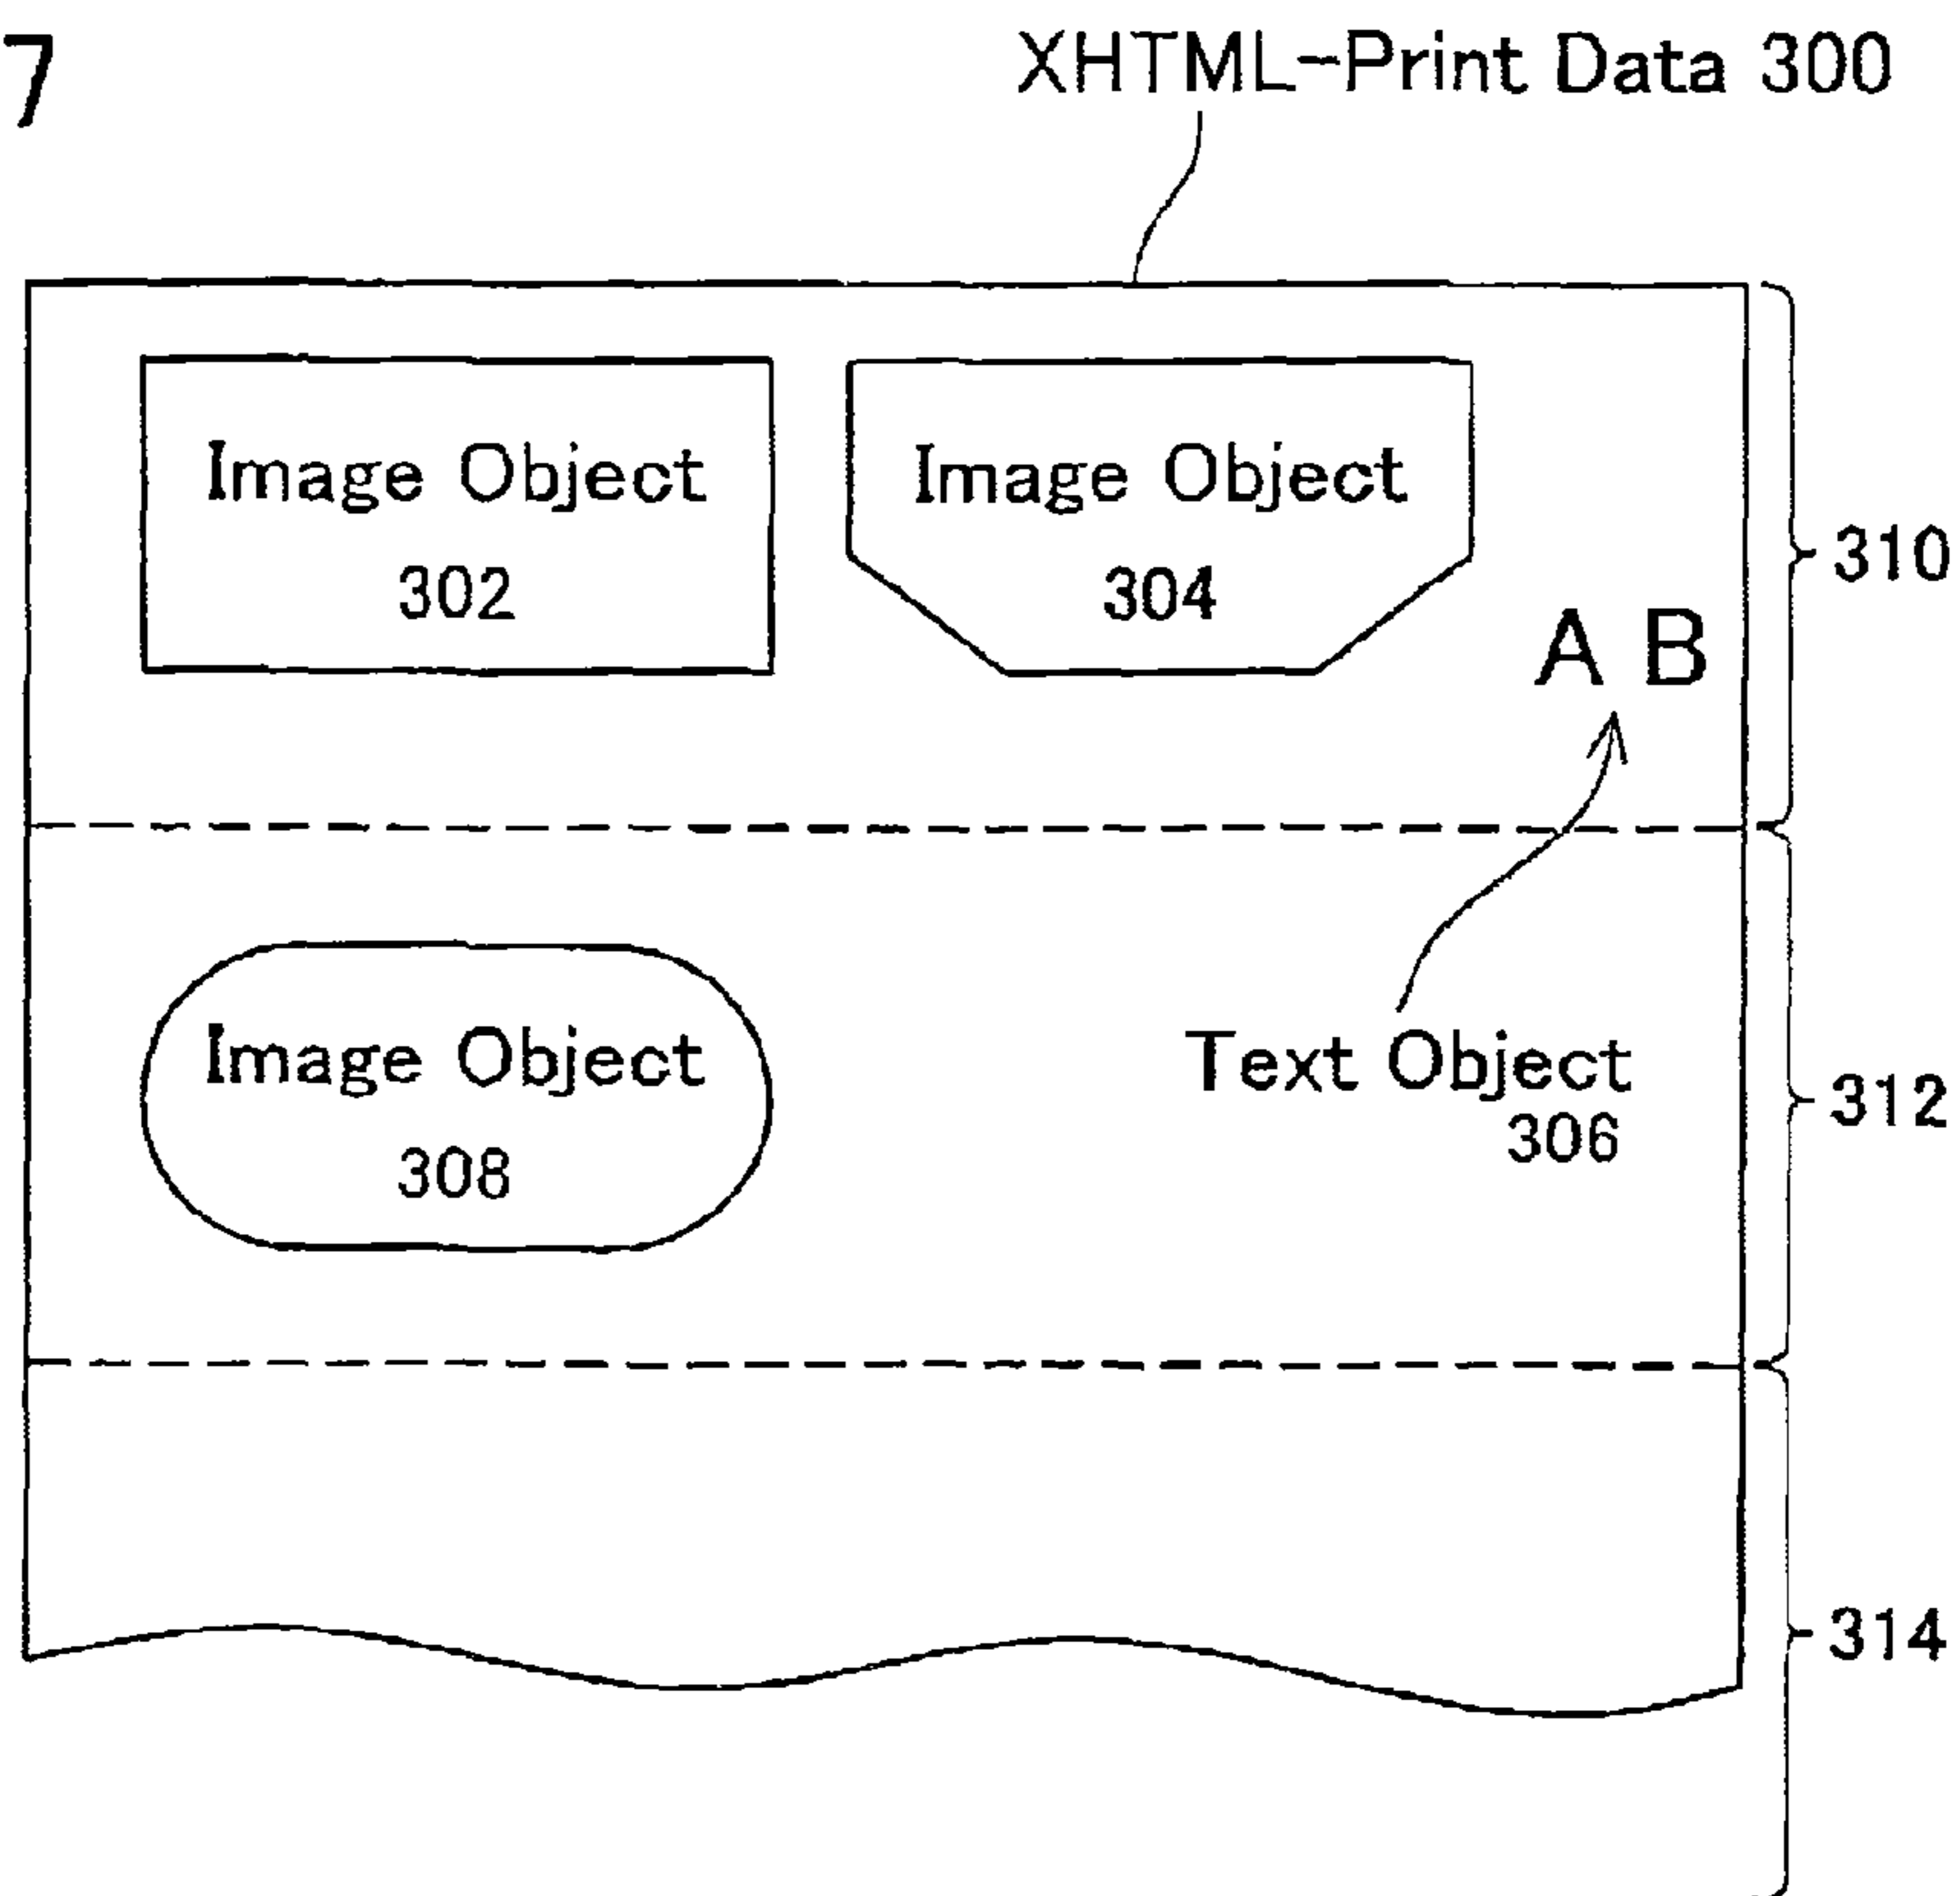 7
XHTML-Print Data 300
Image Object
302
Image Object
304
310
A B
Image Object
308
Text Object
306
312
314